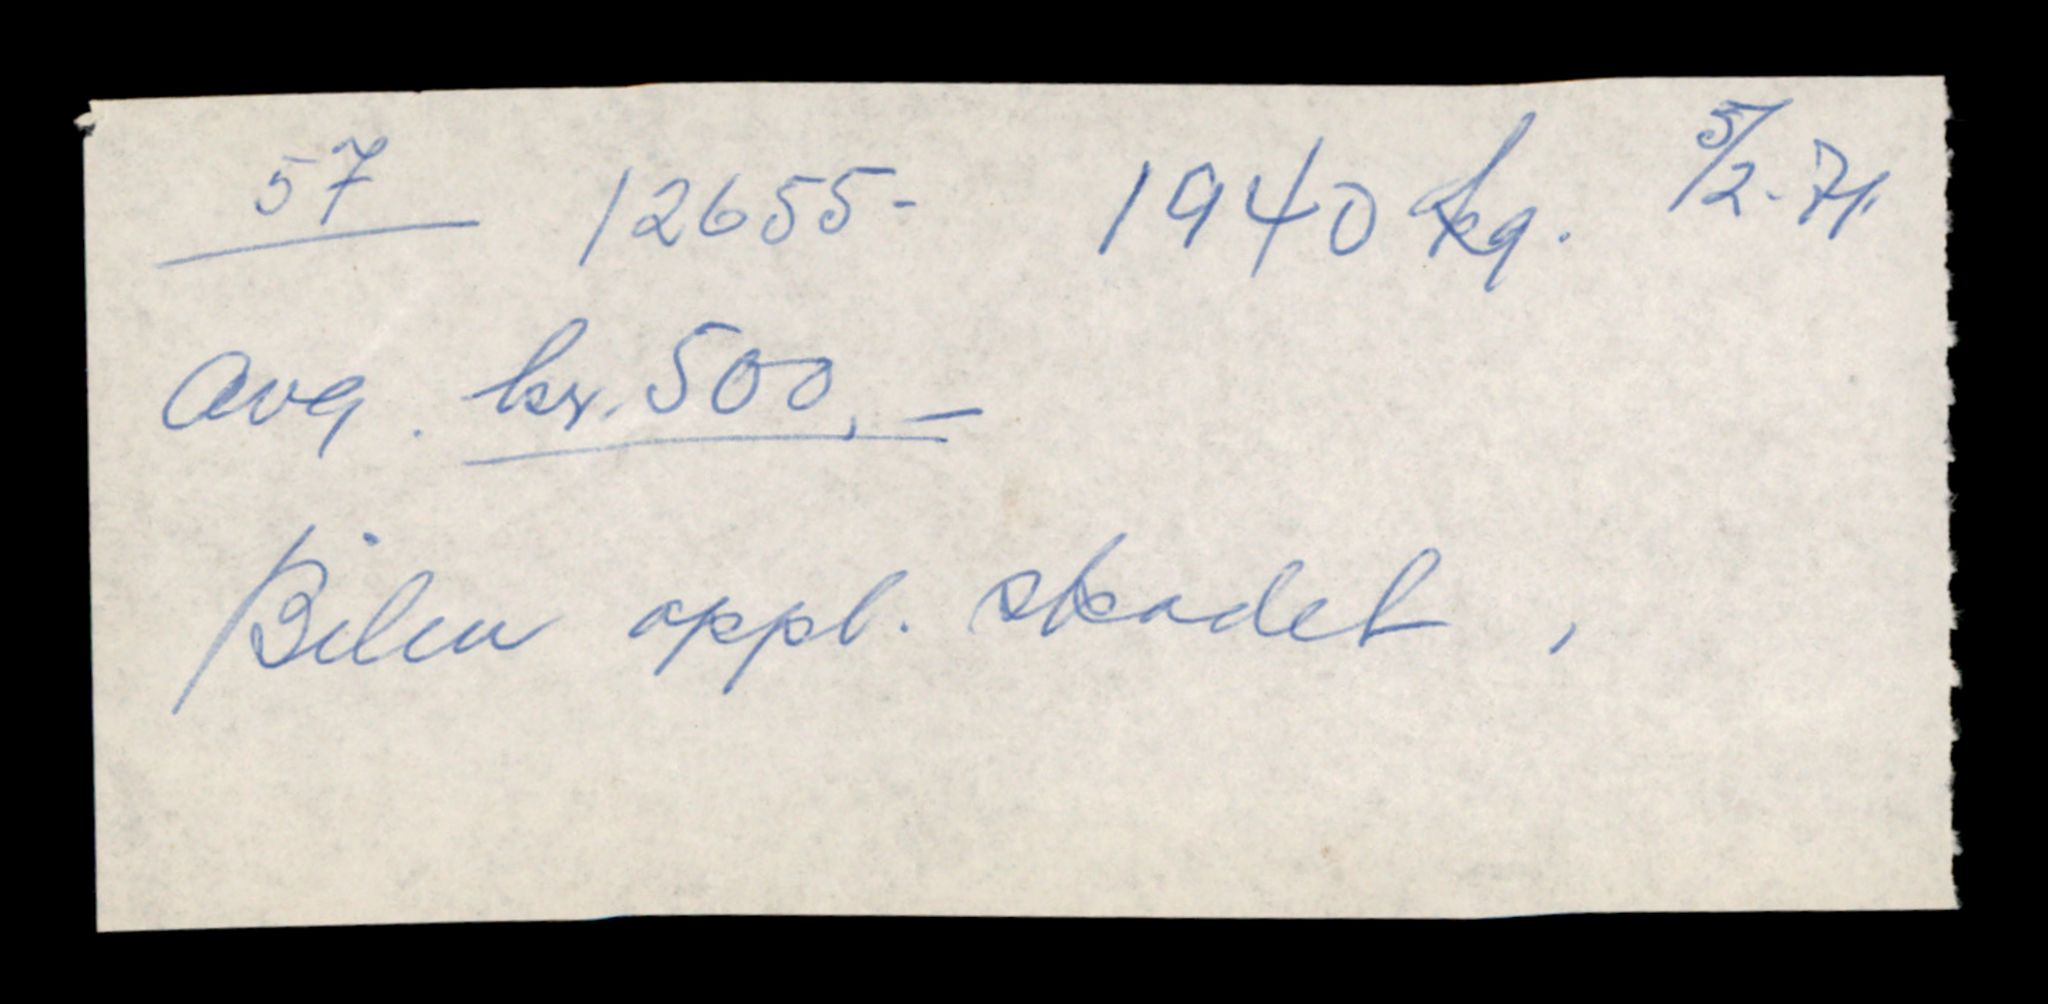 57 12655- 1940 kg. 5/2-71.
avg. kr. 500,-
Bilen oppl. skadet.